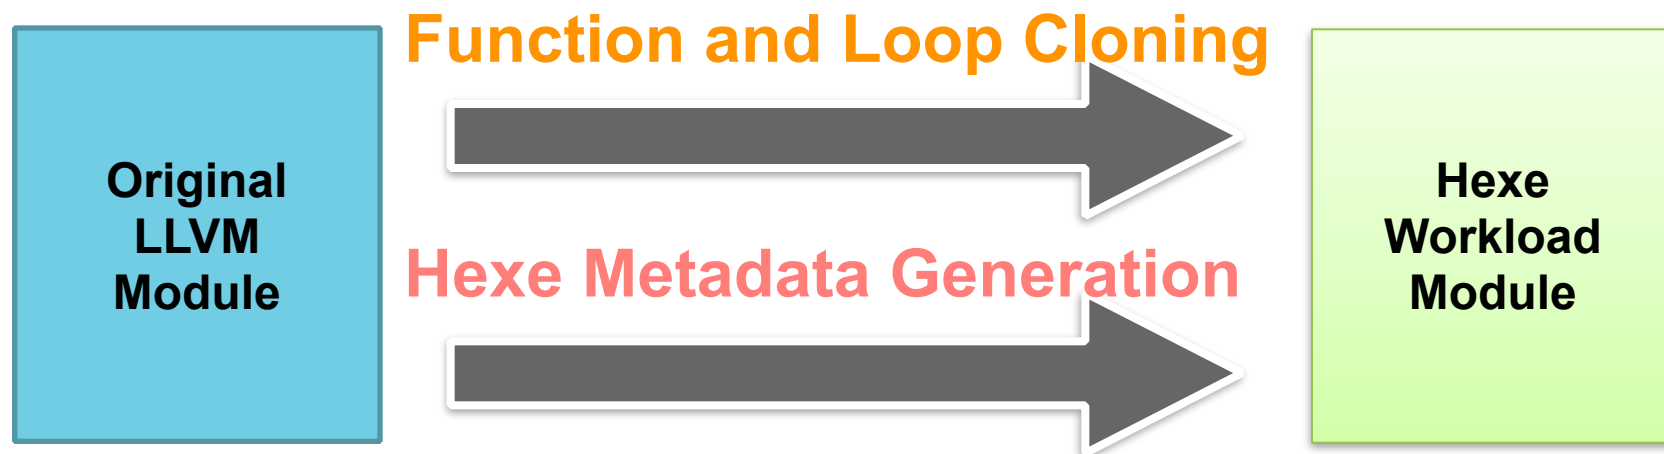 Function and Loop Cloning
Original
LLVM
Module
Hexe Metadata Generation
Hexe
Workload
Module